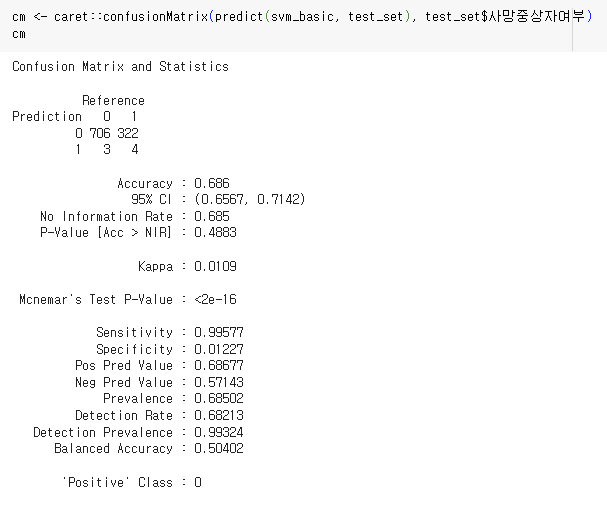 cm <- caret::confusionMatrix(predict(svm_basic, test_set), test_set$사망중상자여부)
cm
Confusion Matrix and Statistics
Reference
Prediction 0 1
0 706 322
1 3 4
Accuracy : 0.686
95% CI : (0.6567, 0.7142)
No Information Rate : 0.685
P-Value [Acc > NIR] : 0.4883
Kappa : 0.0109
Mcnemar's Test P-Value : <2e-16
Sensitivity : 0.99577
Specificity : 0.01227
Pos Pred Value : 0.68677
Neg Pred Value : 0.57143
Prevalence : 0.68502
Detection Rate : 0.68213
Detection Prevalence : 0.99324
Balanced Accuracy : 0.50402
'Positive' Class : 0